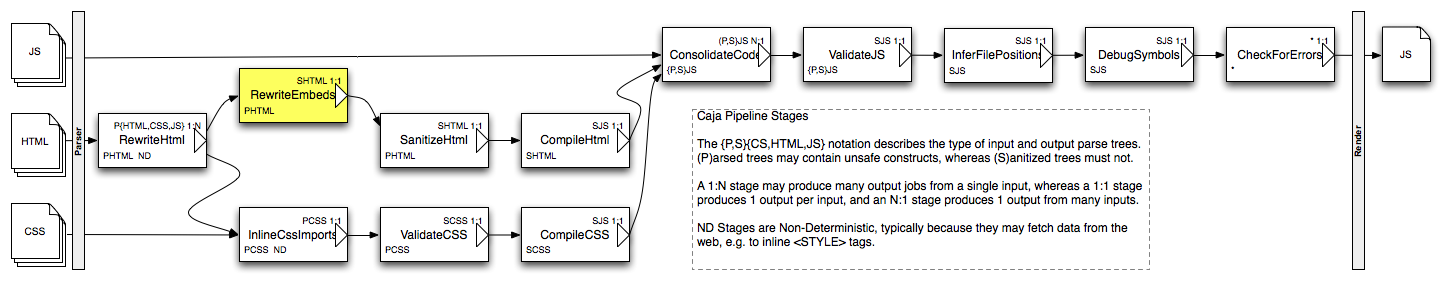 JS
HTML
CSS
Parser
P{HTML,CSS,JS} 1:N
RewriteHtml
PHTML ND
SHTML 1:1
RewriteEmbeds
PHTML
SHTML 1:1
SanitizeHtml
PHTML
SJS 1:1
CompileHtml
SHTML
PCSS 1:1
InlineCssImports
PCSS ND
SCSS 1:1
ValidateCSS
PCSS
SJS 1:1
CompileCSS
SCSS
{P,S}JS N:1
ConsolidateCode
{P,S}JS
SJS 1:1
ValidateJS
{P,S}JS
SJS 1:1
InferFilePositions
SJS
SJS 1:1
DebugSymbols
SJS
* 1:1
CheckForErrors
*
Render
JS
Caja Pipeline Stages
The {P,S}{CS,HTML,JS} notation describes the type of input and output parse trees.
(P)arsed trees may contain unsafe constructs, whereas (S)anitized trees must not.
A 1:N stage may produce many output jobs from a single input, whereas a 1:1 stage
produces 1 output per input, and an N:1 stage produces 1 output from many inputs.
ND Stages are Non-Deterministic, typically because they may fetch data from the
web, e.g. to inline <STYLE> tags.